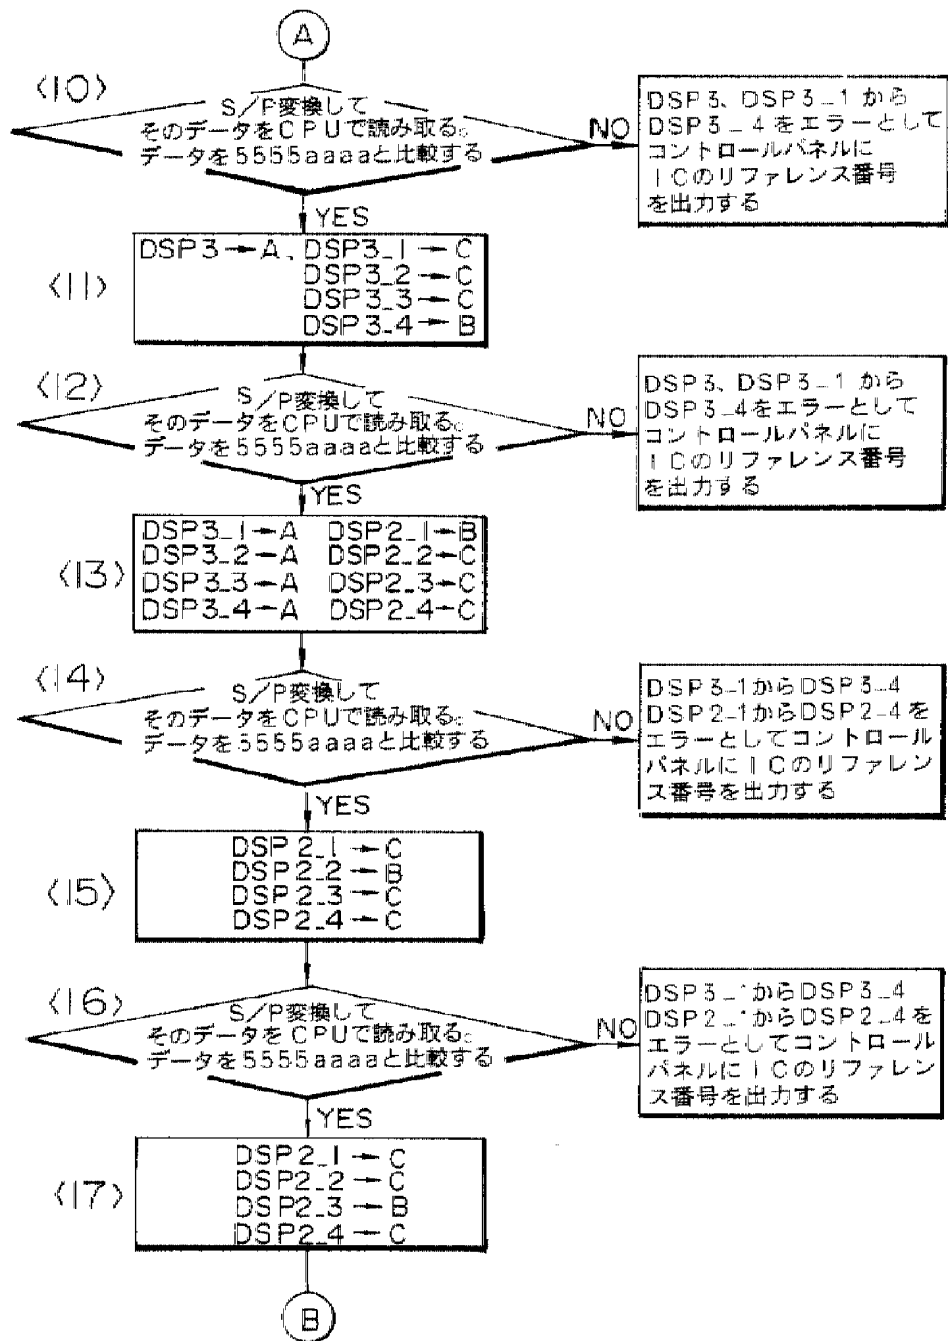 A
〈10〉
S/P変換して
そのデータをCPUで読み取る。
データを5555aaaaと比較する
NO
DSP3、DSP3_1から
DSP3_4をエラーとして
コントロールパネルに
ICのリファレンス番号
を出力する
YES
〈11〉
DSP3→A、DSP3_1→C
DSP3_2→C
DSP3_3→C
DSP3_4→B
〈12〉
S/P変換して
そのデータをCPUで読み取る。
データを5555aaaaと比較する
NO
DSP3、DSP3_1から
DSP3_4をエラーとして
コントロールパネルに
ICのリファレンス番号
を出力する
YES
〈13〉
DSP3_1→A DSP2_1→B
DSP3_2→A DSP2_2→C
DSP3_3→A DSP2_3→C
DSP3_4→A DSP2_4→C
〈14〉
S/P変換して
そのデータをCPUで読み取る。
データを5555aaaaと比較する
NO
DSP3_1からDSP3_4
DSP2_1からDSP2_4を
エラーとしてコントロール
パネルにICのリファレン
ス番号を出力する
YES
〈15〉
DSP2_1→C
DSP2_2→B
DSP2_3→C
DSP2_4→C
〈16〉
S/P変換して
そのデータをCPUで読み取る。
データを5555aaaaと比較する
NO
DSP3_1からDSP3_4
DSP2_1からDSP2_4を
エラーとしてコントロール
パネルにICのリファレン
ス番号を出力する
YES
〈17〉
DSP2_1→C
DSP2_2→C
DSP2_3→B
DSP2_4→C
B